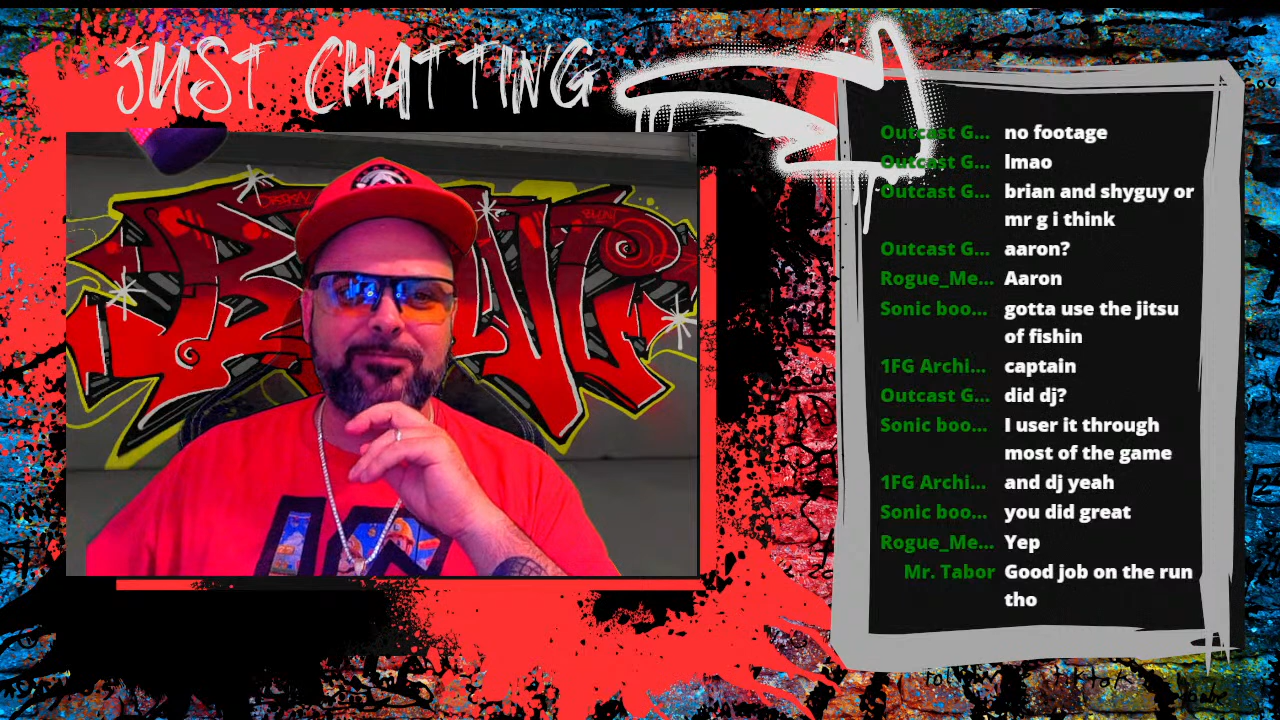 JUST CHATTING
Outcast G... no footage
Outcast G... lmao
Outcast G... brian and shyguy or
mr g i think
Outcast G... aaron?
Rogue_Me... Aaron
Sonic boo... gotta use the jitsu
of fishin
1FG Archi... captain
Outcast G... did dj?
Sonic boo... I user it through
most of the game
1FG Archi... and dj yeah
Sonic boo... you did great
Rogue_Me... Yep
Mr. Tabor Good job on the run
tho